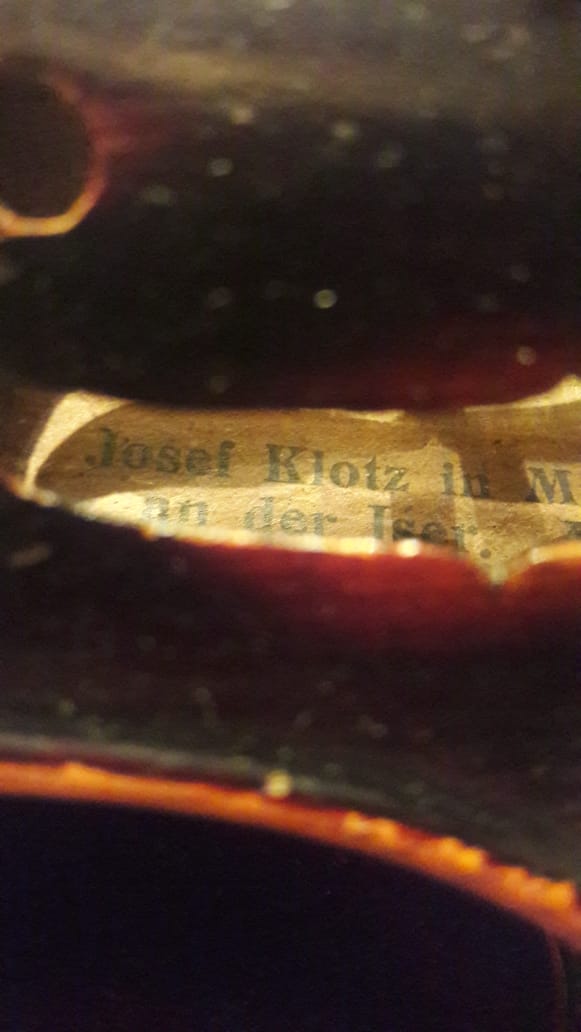 Josef Klotz in M
an der Iser.